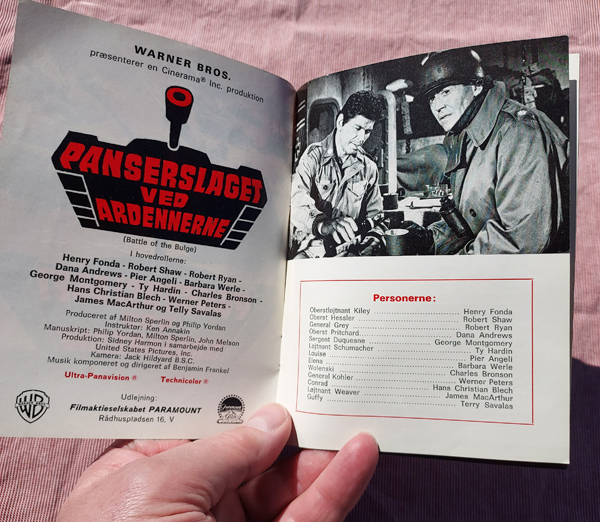 WARNER BROS.
præsenterer en Cinerama® Inc. produktion
PANSERSLAGET
VED
ARDENNERNE
(Battle of the Bulge)
I hovedrollerne:
Henry Fonda - Robert Shaw - Robert Ryan -
Dana Andrews - Pier Angeli - Barbara Werle -
George Montgomery - Ty Hardin - Charles Bronson -
Hans Christian Blech - Werner Peters -
James MacArthur og Telly Savalas
Produceret af Milton Sperlin og Philip Yordan
Instruktør: Ken Annakin
Manuskript: Philip Yordan, Milton Sperlin, John Melson
Produktion: Sidney Harmon i samarbejde med
United States Pictures, inc.
Kamera: Jack Hildyard B.S.C.
Musik komponeret og dirigeret af Benjamin Frankel
Ultra-Panavision® Technicolor®
WB
Udlejning:
Filmaktieselskabet PARAMOUNT
Rådhuspladsen 16, V
Personerne:
Oberstløjtnant Kiley Henry Fonda
Oberst Hessler Robert Shaw
General Grey Robert Ryan
Oberst Pritchard Dana Andrews
Sergeant Duquesne George Montgomery
Løjtnant Schumacher Ty Hardin
Louise Pier Angeli
Elena Barbara Werle
Wolenski Charles Bronson
General Kohler Werner Peters
Conrad Hans Christian Blech
Løjtnant Weaver James MacArthur
Guffy Terry Savalas